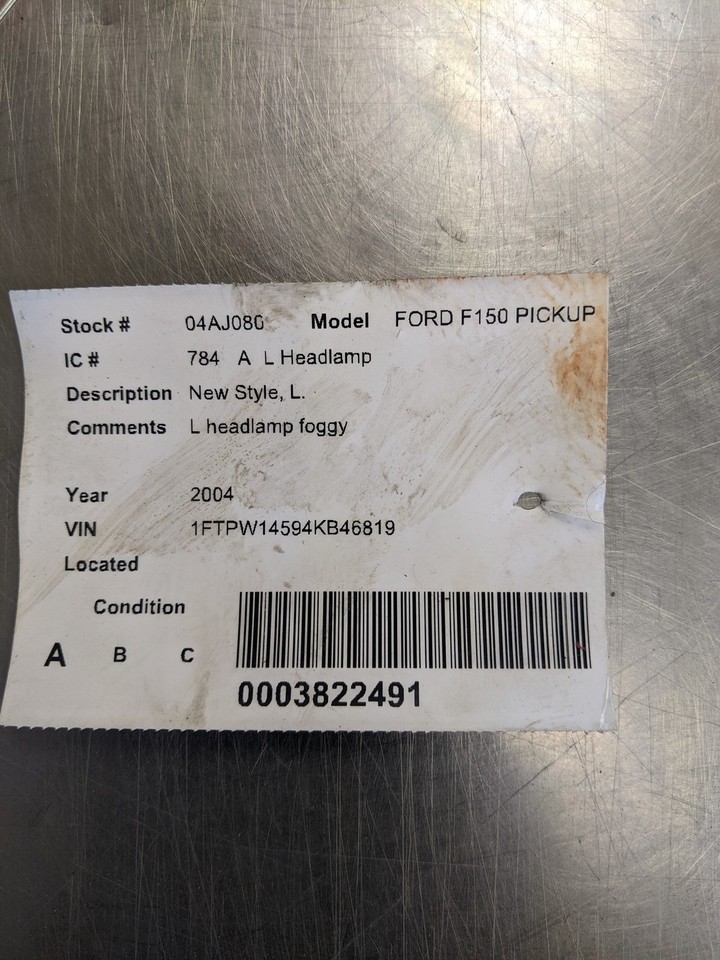 Stock # 04AJ080 Model FORD F150 PICKUP
IC # 784 A L Headlamp
Description New Style, L.
Comments L headlamp foggy
Year 2004
VIN 1FTPW14594KB46819
Located
Condition
A B C
0003822491